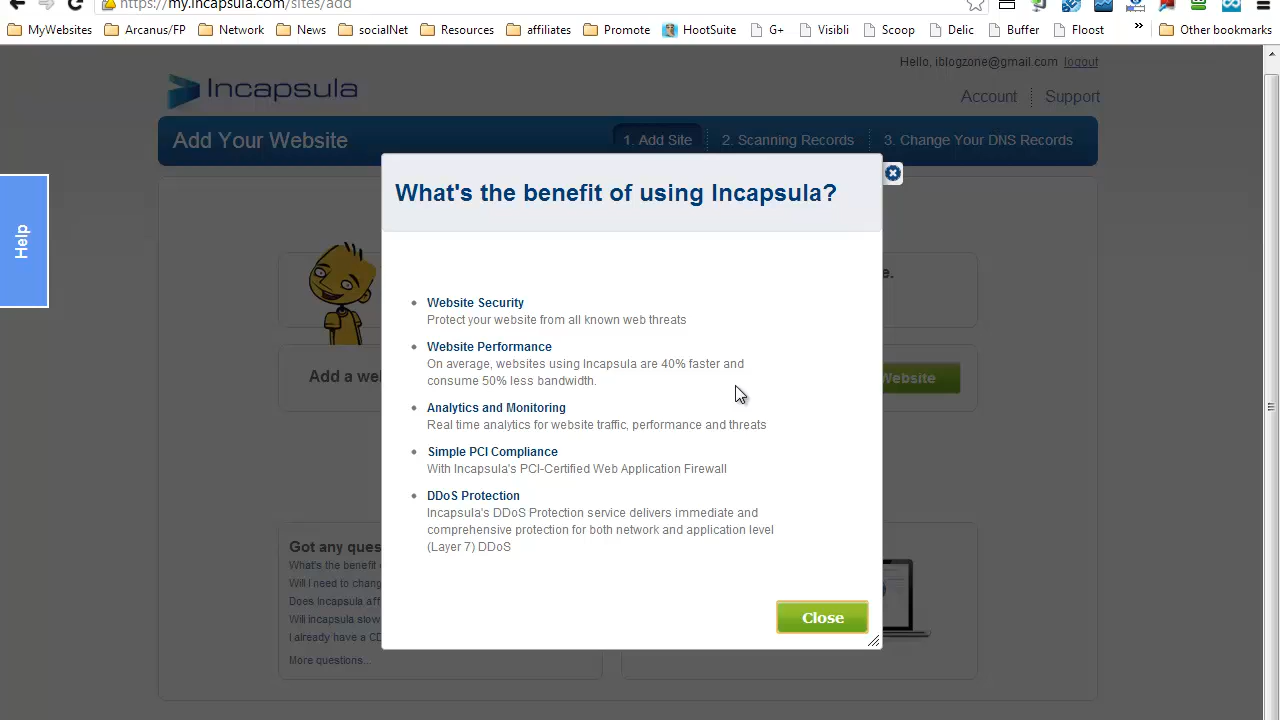 https://my.incapsula.com/sites/add
MyWebsites Arcanus/FP Network News socialNet Resources affiliates Promote HootSuite G+ Visibli Scoop Delic Buffer Floost » Other bookmarks
Hello, iblogzone@gmail.com logout
Incapsula
Account Support
Add Your Website 1. Add Site 2. Scanning Records 3. Change Your DNS Records
What's the benefit of using Incapsula?
Help
e.
Website Security
Protect your website from all known web threats
Website Performance
On average, websites using Incapsula are 40% faster and
consume 50% less bandwidth.
Add a we
Website
Analytics and Monitoring
Real time analytics for website traffic, performance and threats
Simple PCI Compliance
With Incapsula's PCI-Certified Web Application Firewall
DDoS Protection
Incapsula's DDoS Protection service delivers immediate and
comprehensive protection for both network and application level
(Layer 7) DDoS
Got any ques
What's the benefit
Will I need to chang
Does Incapsula aff
Will incapsula slow
I already have a CD
More questions...
Close